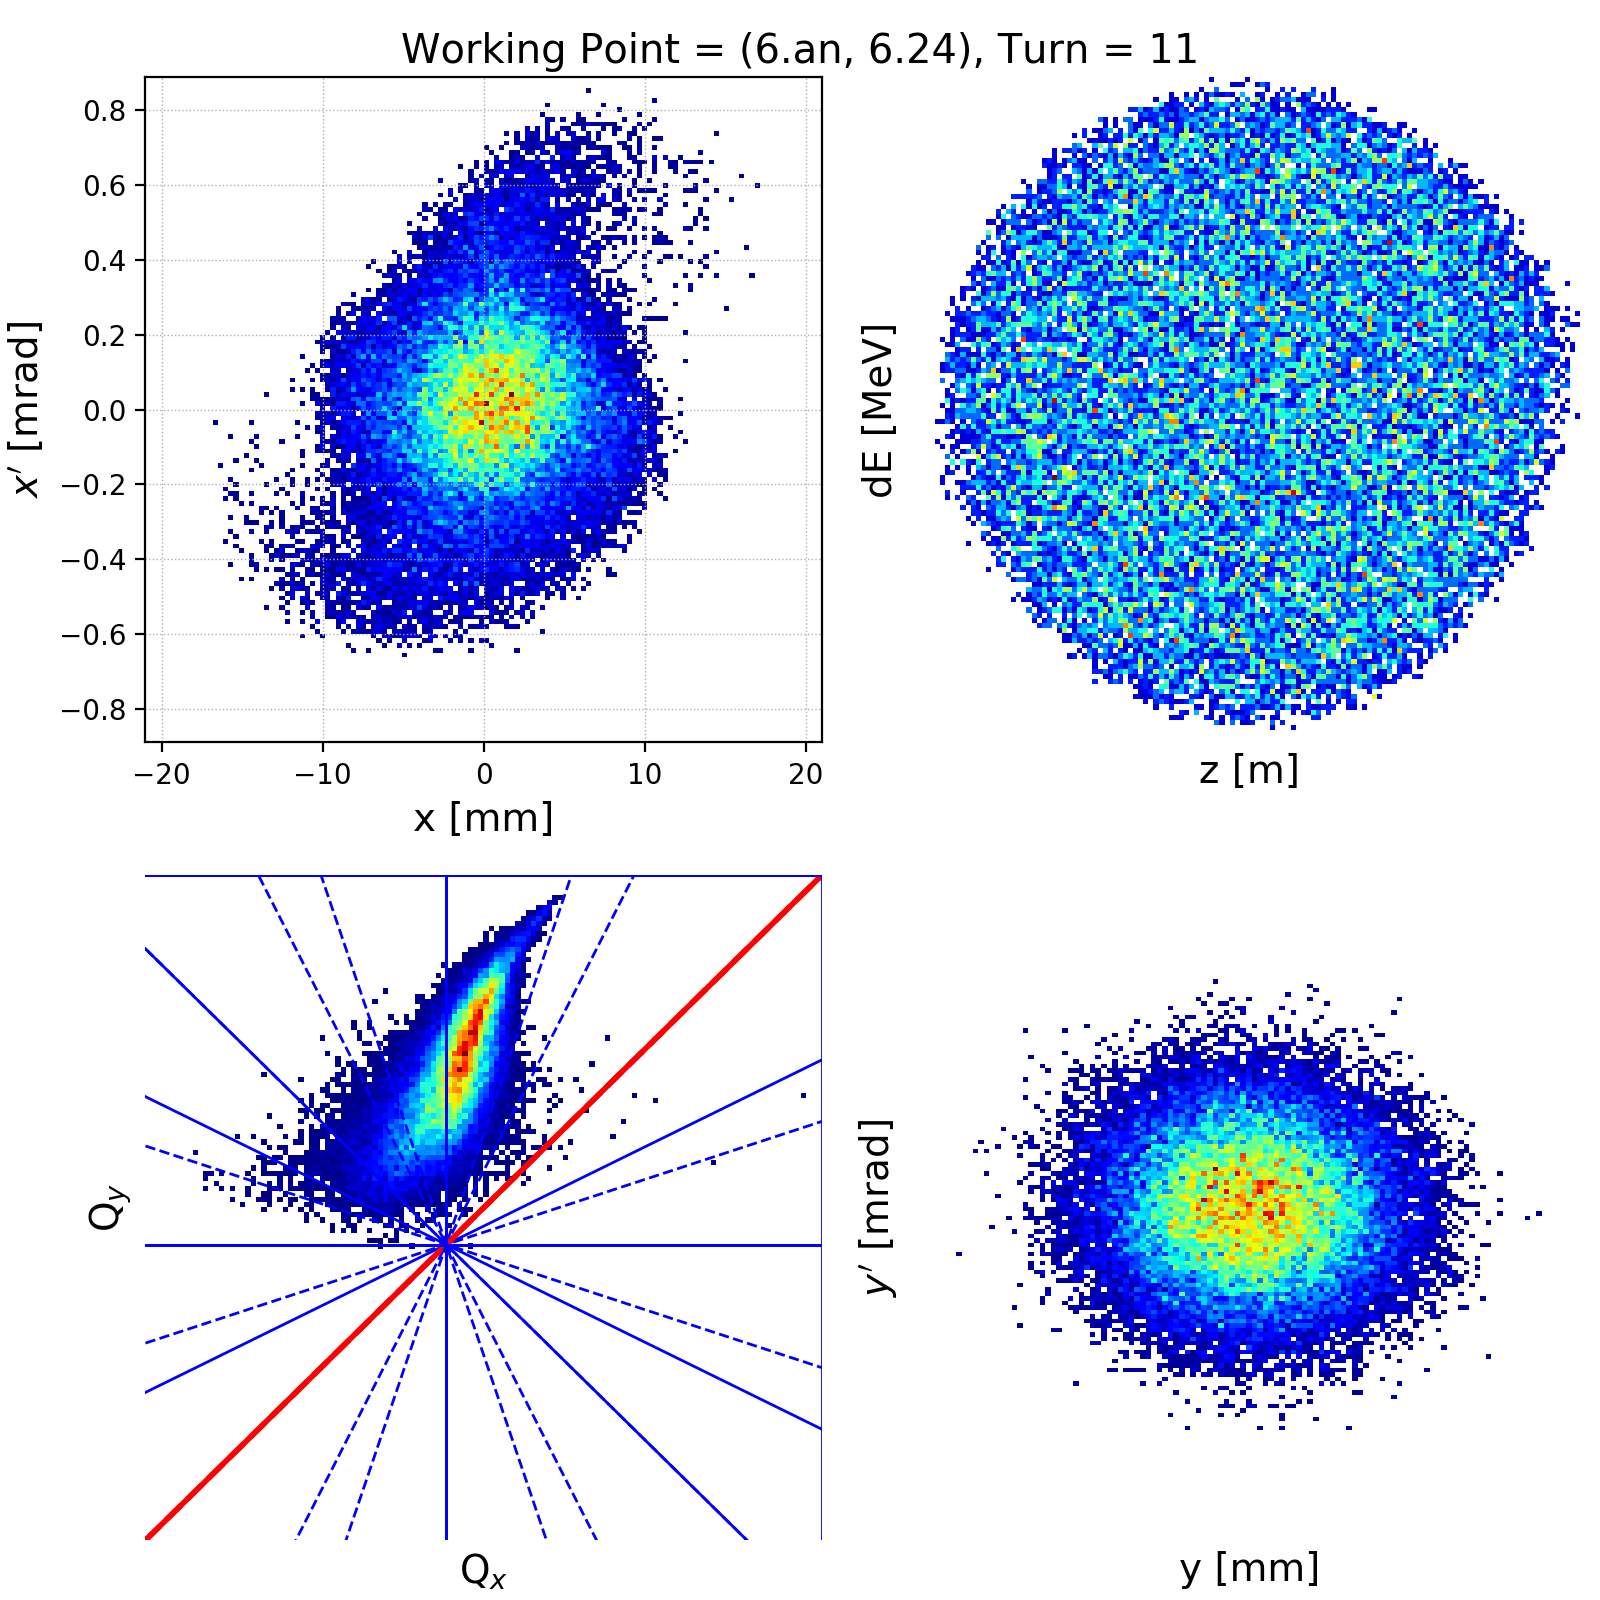 Working Point = (6.an, 6.24), Turn = 11
0.8
0.6
0.4
0.2
0.0
−0.2
−0.4
−0.6
−0.8
x′ [mrad]
−20 −10 0 10 20
x [mm]
dE [MeV]
z [m]
Qy
Qx
y′ [mrad]
y [mm]